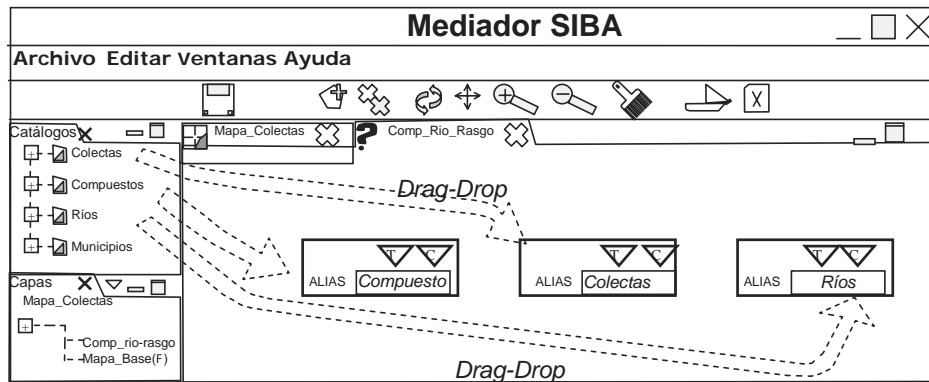 Mediador SIBA
Archivo Editar Ventanas Ayuda
X
Catálogos
Mapa_Colectas
?
Comp_Rio_Rasgo
Colectas
Compuestos
Ríos
Municipios
Drag-Drop
T C
ALIAS Compuesto
T C
ALIAS Colectas
T C
ALIAS Ríos
Capas
Mapa_Colectas
Comp_rio-rasgo
Mapa_Base(F)
Drag-Drop